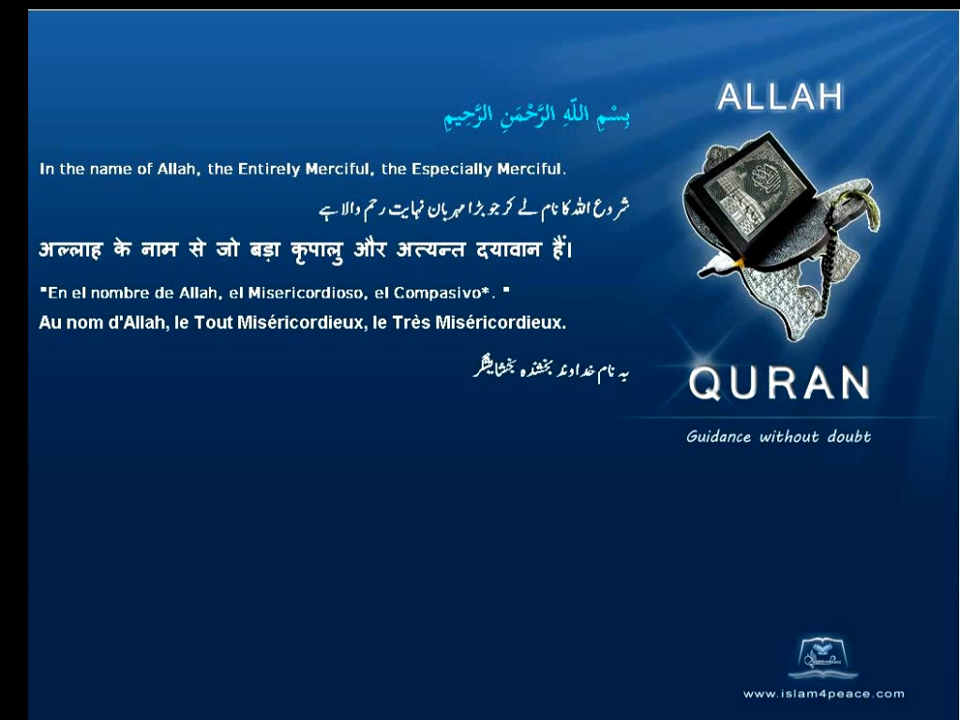 بِسْمِ اللّهِ الرَّحْمَنِ الرَّحِيمِ
In the name of Allah, the Entirely Merciful, the Especially Merciful.
شروع اللہ کا نام لے کر جو بڑا مہربان نہایت رحم والا ہے
अल्लाह के नाम से जो बड़ा कृपालु और अत्यन्त दयावान हैं।
"En el nombre de Allah, el Misericordioso, el Compasivo*. "
Au nom d'Allah, le Tout Miséricordieux, le Très Miséricordieux.
به نام خداوند بخشنده بخشایشگر
ALLAH
QURAN
Guidance without doubt
www.islam4peace.com